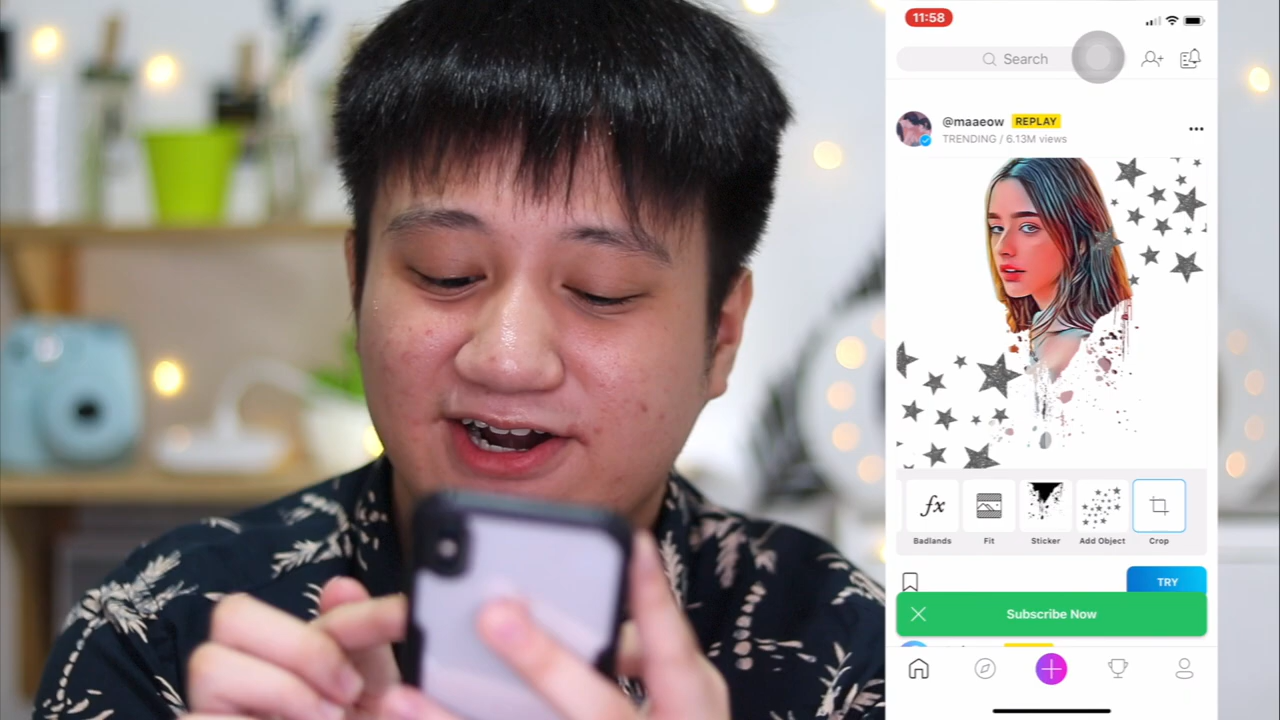 11:58
Search
@maaeow REPLAY
TRENDING / 6.13M views
fx
Badlands Fit Sticker Add Object Crop
TRY
Subscribe Now